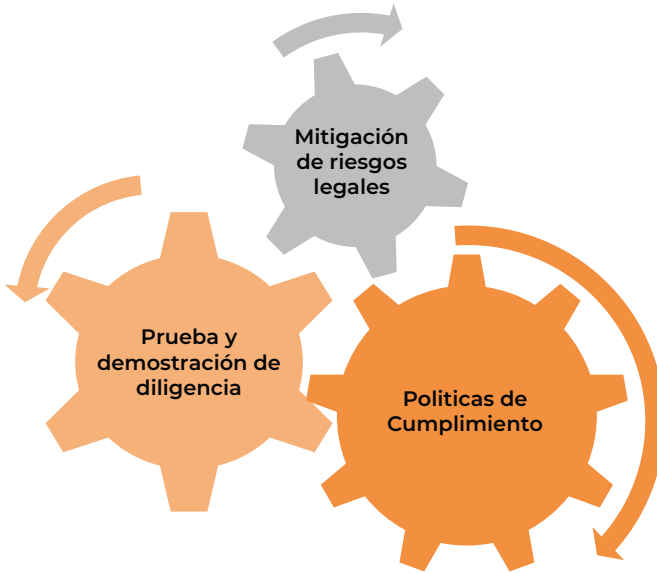 Mitigación
de riesgos
legales
Prueba y
demostración de
diligencia
Politicas de
Cumplimiento